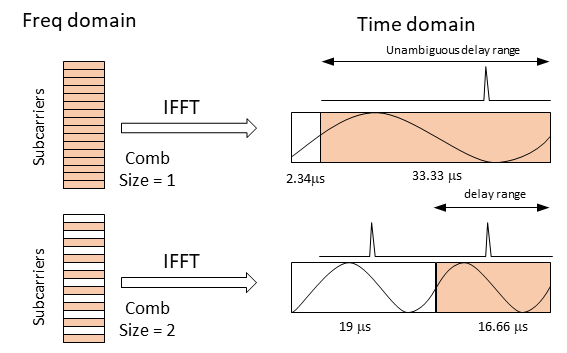 Freq domain
Time domain
Unambiguous delay range
Subcarriers
IFFT
Comb
Size = 1
2.34µs
33.33 µs
delay range
Subcarriers
IFFT
Comb
Size = 2
19 µs
16.66 µs